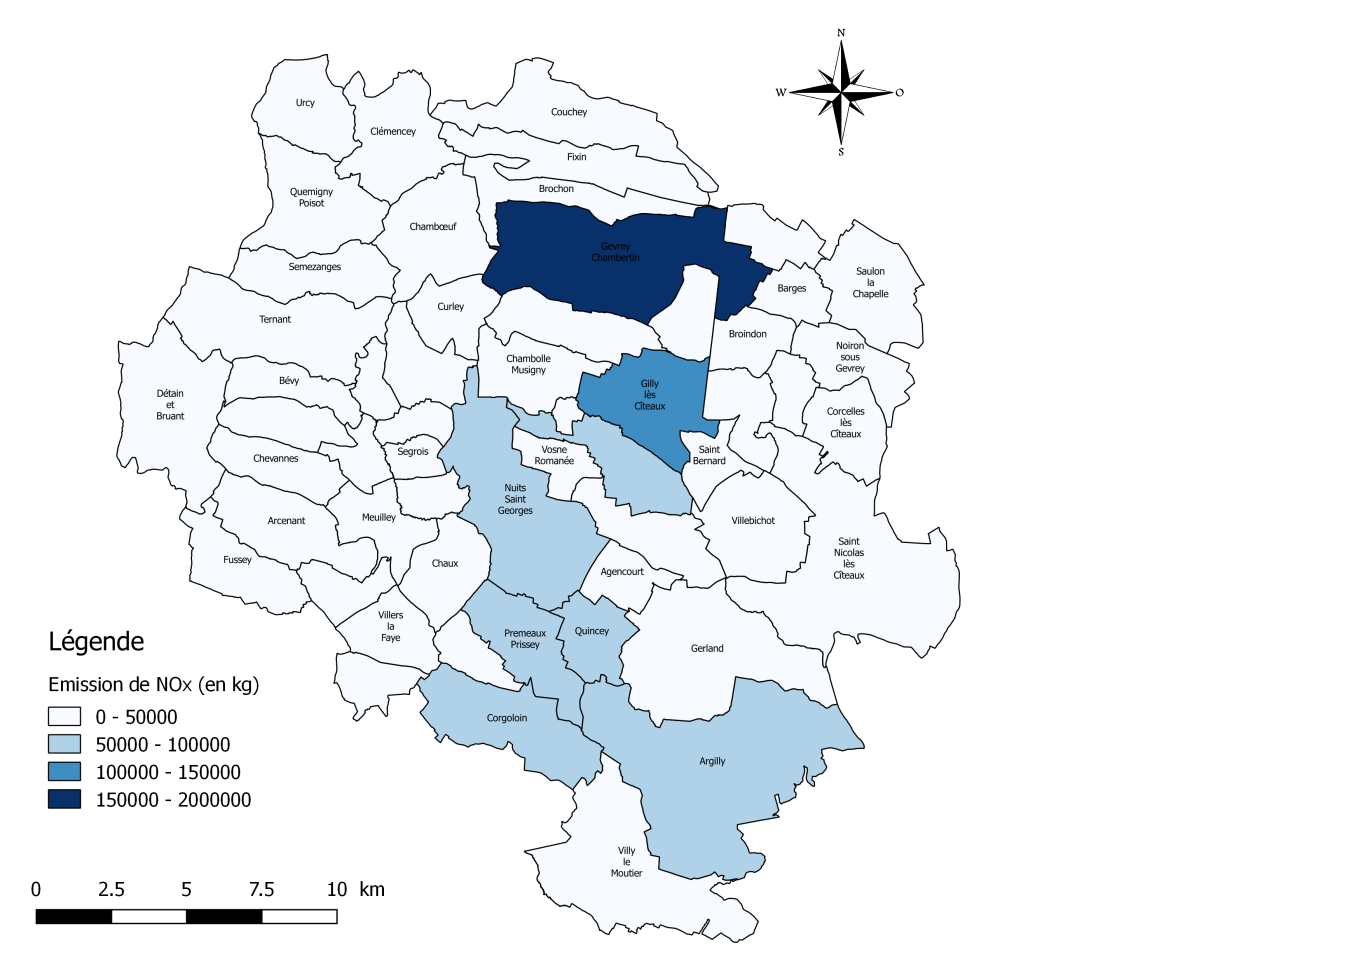 N
W
O
S
Urcy
Clémencey
Couchey
Fixin
Quemigny
Poisot
Brochon
Chambœuf
Gevrey
Chambertin
Semezanges
Saulon
la
Chapelle
Barges
Curley
Ternant
Broindon
Noiron
sous
Gevrey
Chambolle
Musigny
Bévy
Gilly
lès
Cîteaux
Détain
et
Bruant
Corcelles
lès
Cîteaux
Segrois
Vosne
Romanée
Saint
Bernard
Chevannes
Nuits
Saint
Georges
Arcenant
Meuilley
Villebichot
Saint
Nicolas
lès
Cîteaux
Fussey
Chaux
Agencourt
Villers
la
Faye
Premeaux
Prissey
Quincey
Gerland
Corgoloin
Argilly
Villy
le
Moutier
Légende
Emission de NOx (en kg)
0 - 50000
50000 - 100000
100000 - 150000
150000 - 2000000
0 2.5 5 7.5 10 km